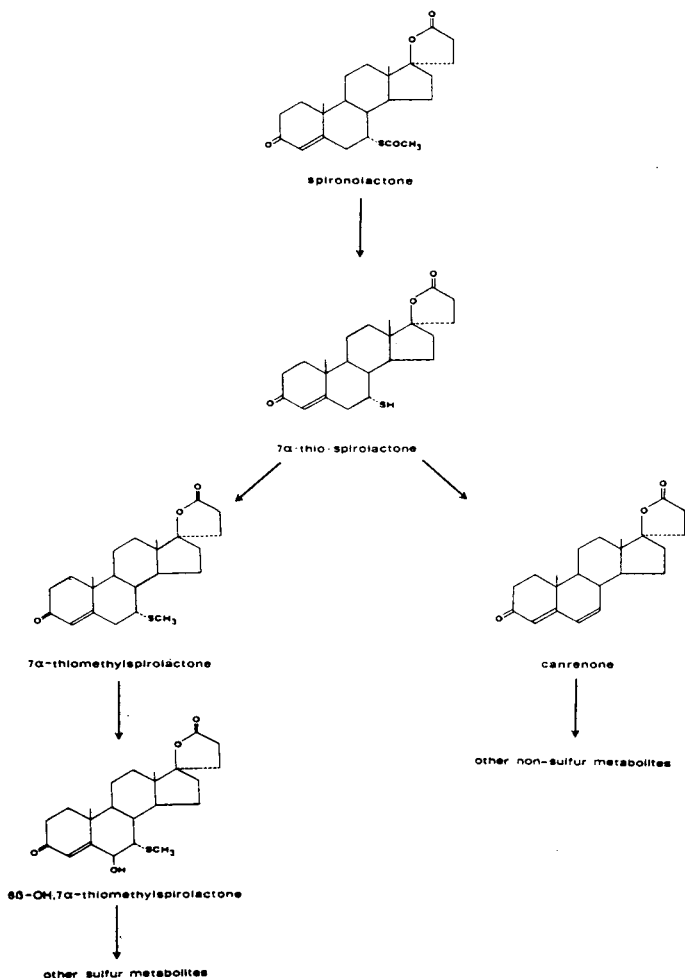 O
O
O
SCOCH3
spironolactone
O
O
O
SH
7α-thio-spirolactone
O
O
O
SCH3
7α-thiomethylspirolactone
O
O
O
canrenone
other non-sulfur metabolites
O
O
O
SCH3
OH
6β-OH,7α-thiomethylspirolactone
other sulfur metabolites